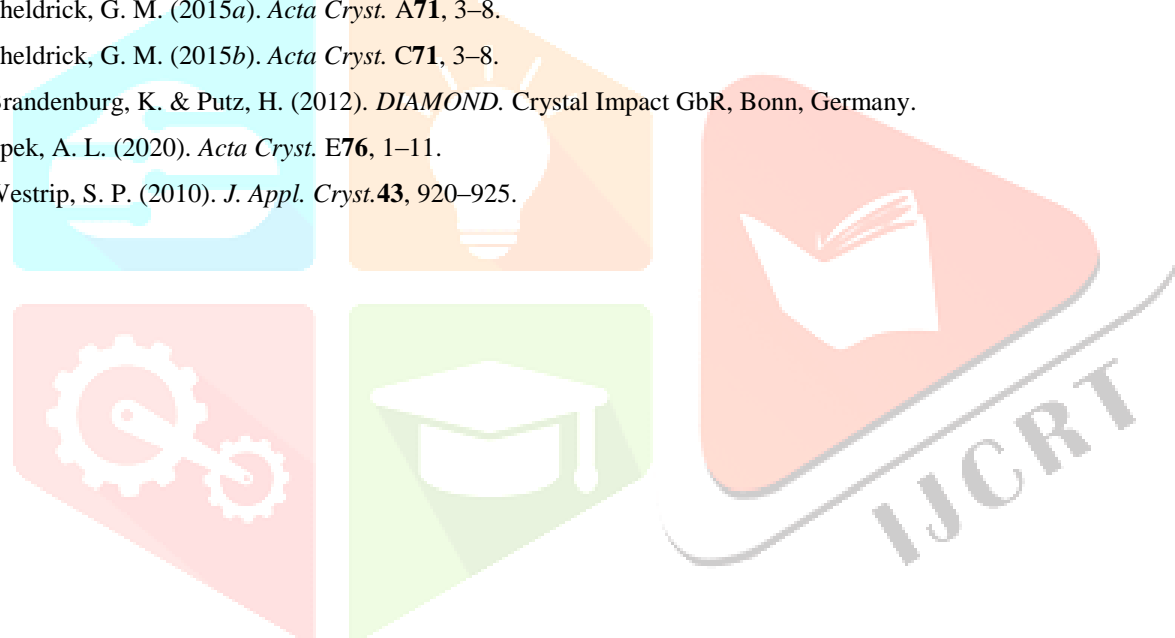 heldrick, G. M. (2015a). Acta Cryst. A71, 3–8.
heldrick, G. M. (2015b). Acta Cryst. C71, 3–8.
randenburg, K. & Putz, H. (2012). DIAMOND. Crystal Impact GbR, Bonn, Germany.
pek, A. L. (2020). Acta Cryst. E76, 1–11.
Westrip, S. P. (2010). J. Appl. Cryst.43, 920–925.
IJCRT